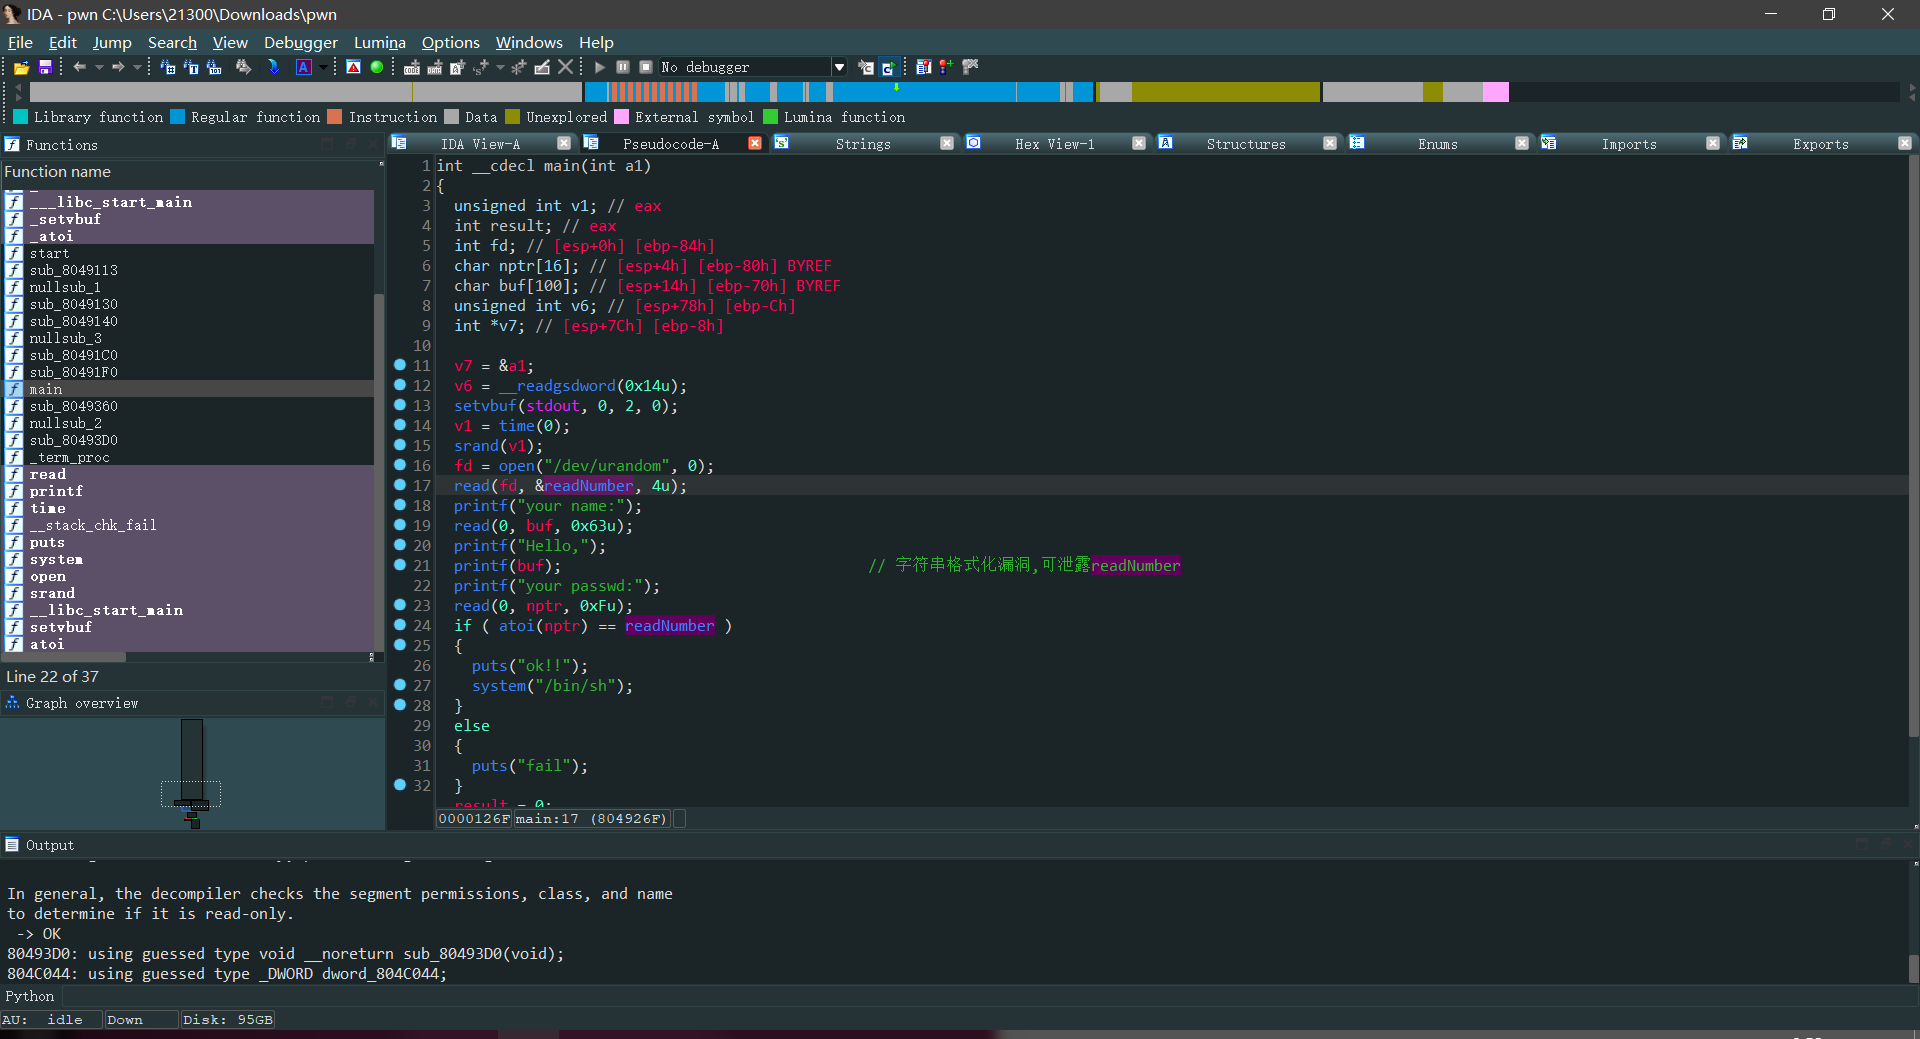 IDA - pwn C:\Users\21300\Downloads\pwn
File Edit Jump Search View Debugger Lumina Options Windows Help
No debugger
Library function Regular function Instruction Data Unexplored External symbol Lumina function
Functions
IDA View-A Pseudocode-A Strings Hex View-1 Structures Enums Imports Exports
Function name
___libc_start_main
_setvbuf
_atoi
start
sub_8049113
nullsub_1
sub_8049130
sub_8049140
nullsub_3
sub_80491C0
sub_80491F0
main
sub_8049360
nullsub_2
sub_80493D0
_term_proc
read
printf
time
__stack_chk_fail
puts
system
open
srand
__libc_start_main
setvbuf
atoi
Line 22 of 37
Graph overview
1 int __cdecl main(int a1)
2 {
3 unsigned int v1; // eax
4 int result; // eax
5 int fd; // [esp+0h] [ebp-84h]
6 char nptr[16]; // [esp+4h] [ebp-80h] BYREF
7 char buf[100]; // [esp+14h] [ebp-70h] BYREF
8 unsigned int v6; // [esp+78h] [ebp-Ch]
9 int *v7; // [esp+7Ch] [ebp-8h]
10
11 v7 = &a1;
12 v6 = __readgsdword(0x14u);
13 setvbuf(stdout, 0, 2, 0);
14 v1 = time(0);
15 srand(v1);
16 fd = open("/dev/urandom", 0);
17 read(fd, &readNumber, 4u);
18 printf("your name:");
19 read(0, buf, 0x63u);
20 printf("Hello,");
21 printf(buf); // 字符串格式化漏洞,可泄露readNumber
22 printf("your passwd:");
23 read(0, nptr, 0xFu);
24 if ( atoi(nptr) == readNumber )
25 {
26 puts("ok!!");
27 system("/bin/sh");
28 }
29 else
30 {
31 puts("fail");
32 }
result = 0;
0000126F main:17 (804926F)
Output
In general, the decompiler checks the segment permissions, class, and name
to determine if it is read-only.
-> OK
80493D0: using guessed type void __noreturn sub_80493D0(void);
804C044: using guessed type _DWORD dword_804C044;
Python
AU: idle Down Disk: 95GB